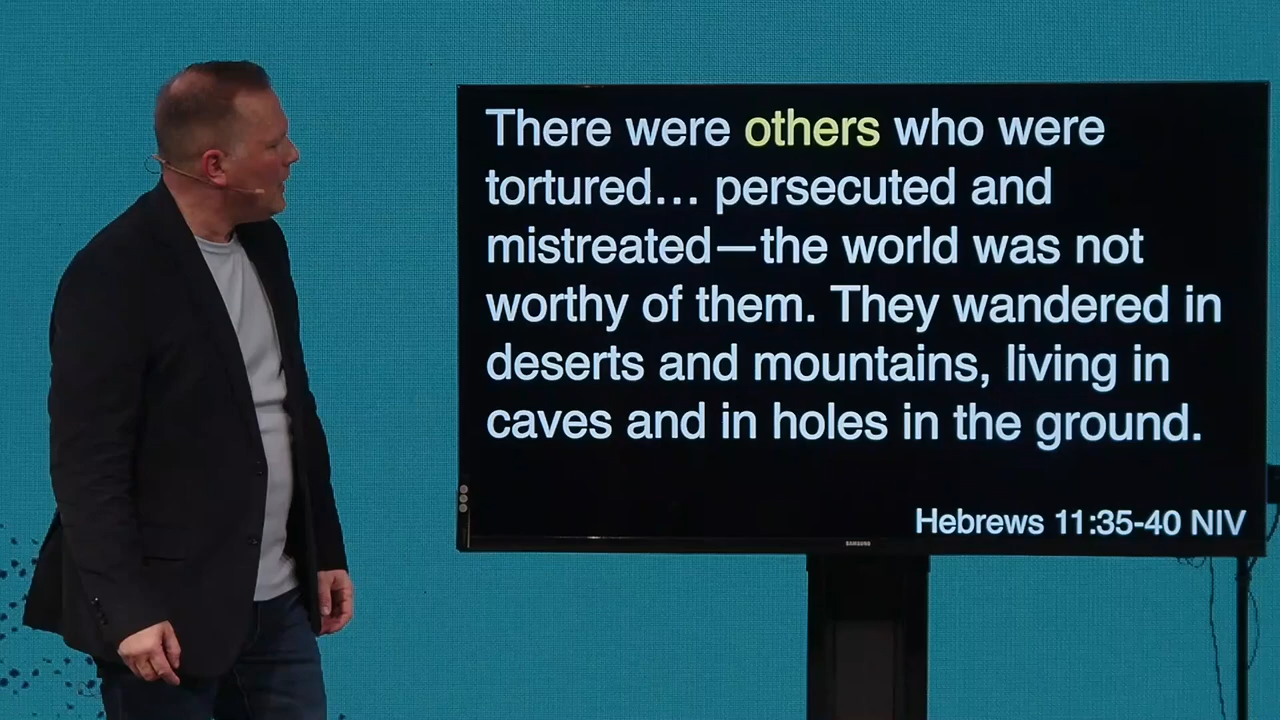 There were others who were
tortured... persecuted and
mistreated—the world was not
worthy of them. They wandered in
deserts and mountains, living in
caves and in holes in the ground.
Hebrews 11:35-40 NIV
SAMSUNG